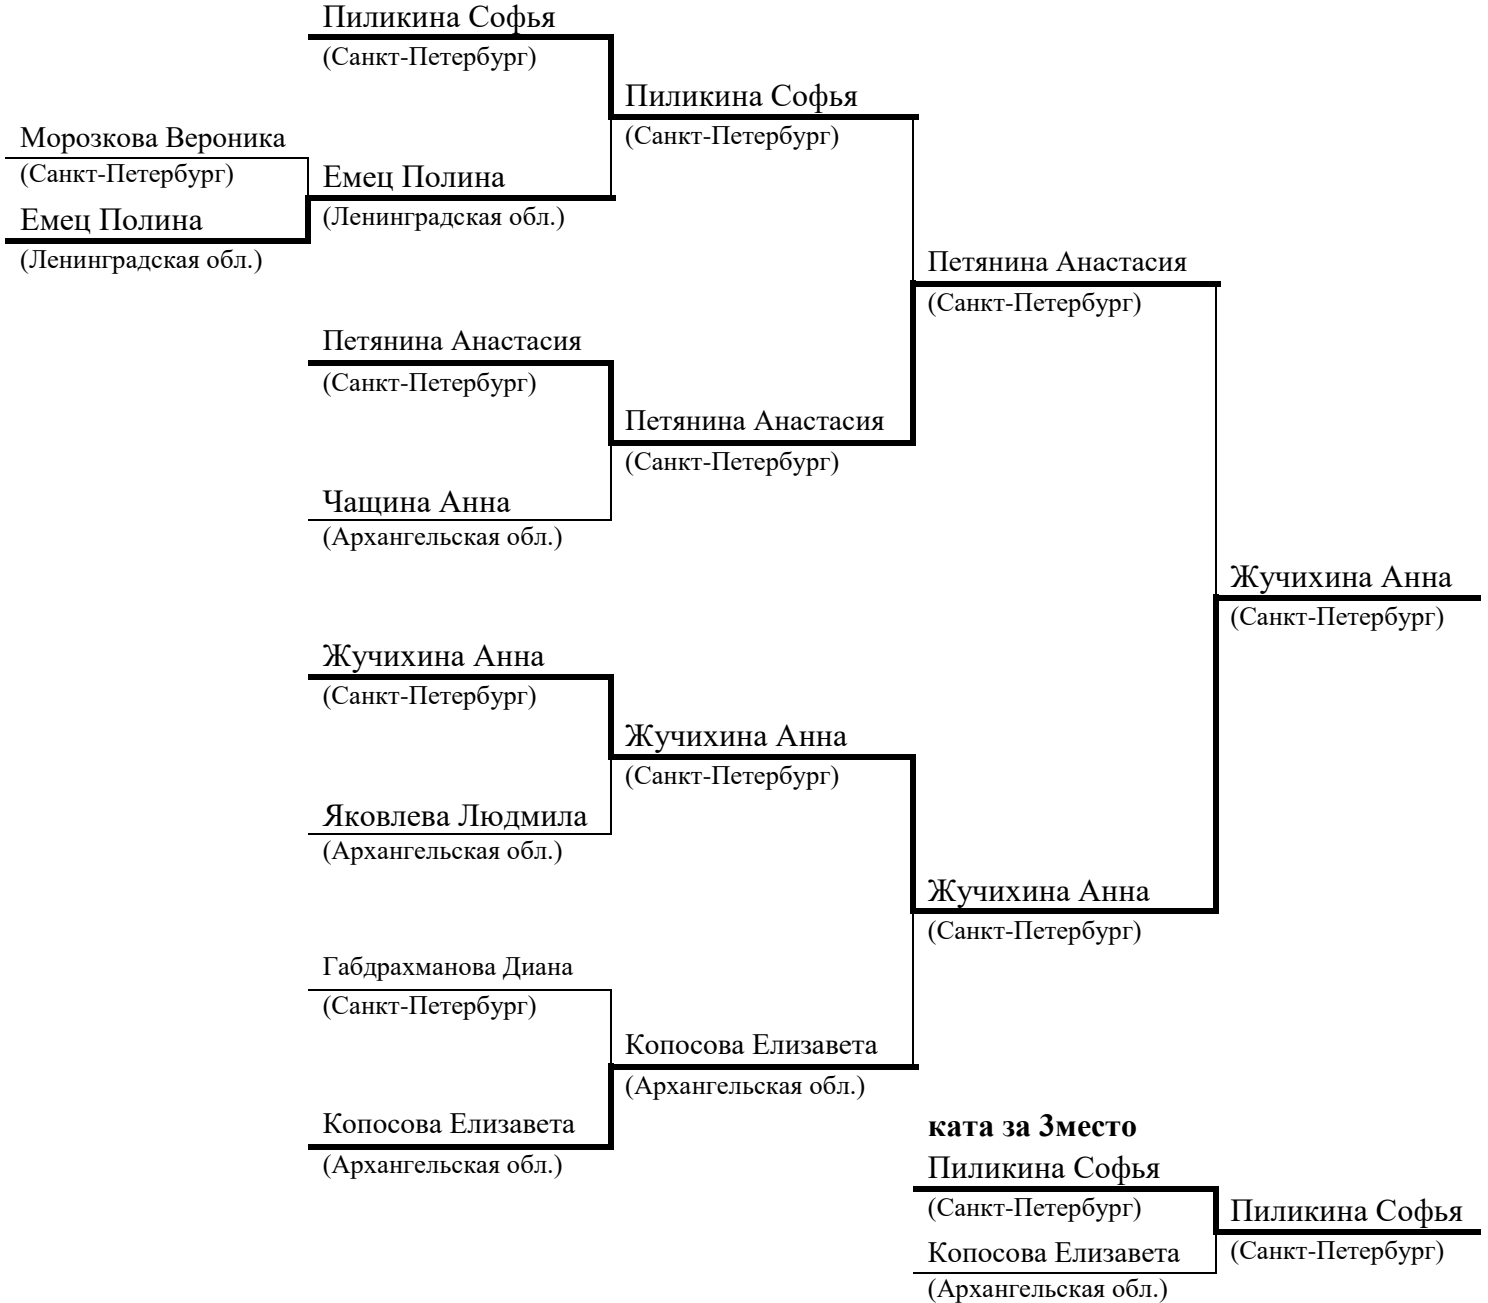 Пиликина Софья
(Санкт-Петербург)
Пиликина Софья
(Санкт-Петербург)
Морозкова Вероника
(Санкт-Петербург)
Емец Полина
(Ленинградская обл.)
Емец Полина
(Ленинградская обл.)
Петянина Анастасия
(Санкт-Петербург)
Петянина Анастасия
(Санкт-Петербург)
Петянина Анастасия
(Санкт-Петербург)
Чащина Анна
(Архангельская обл.)
Жучихина Анна
(Санкт-Петербург)
Жучихина Анна
(Санкт-Петербург)
Жучихина Анна
(Санкт-Петербург)
Яковлева Людмила
(Архангельская обл.)
Жучихина Анна
(Санкт-Петербург)
Габдрахманова Диана
(Санкт-Петербург)
Копосова Елизавета
(Архангельская обл.)
Копосова Елизавета
(Архангельская обл.)
ката за 3место
Пиликина Софья
(Санкт-Петербург)
Пиликина Софья
(Санкт-Петербург)
Копосова Елизавета
(Архангельская обл.)